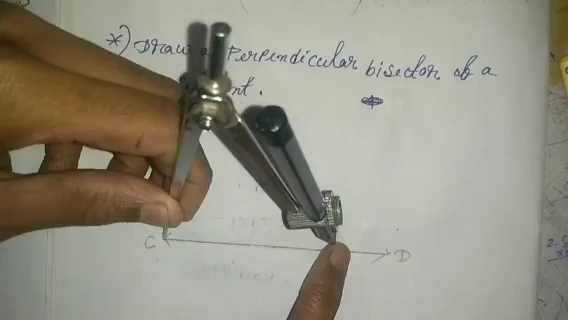 *) Draw a Perpendicular bisector of a
C D